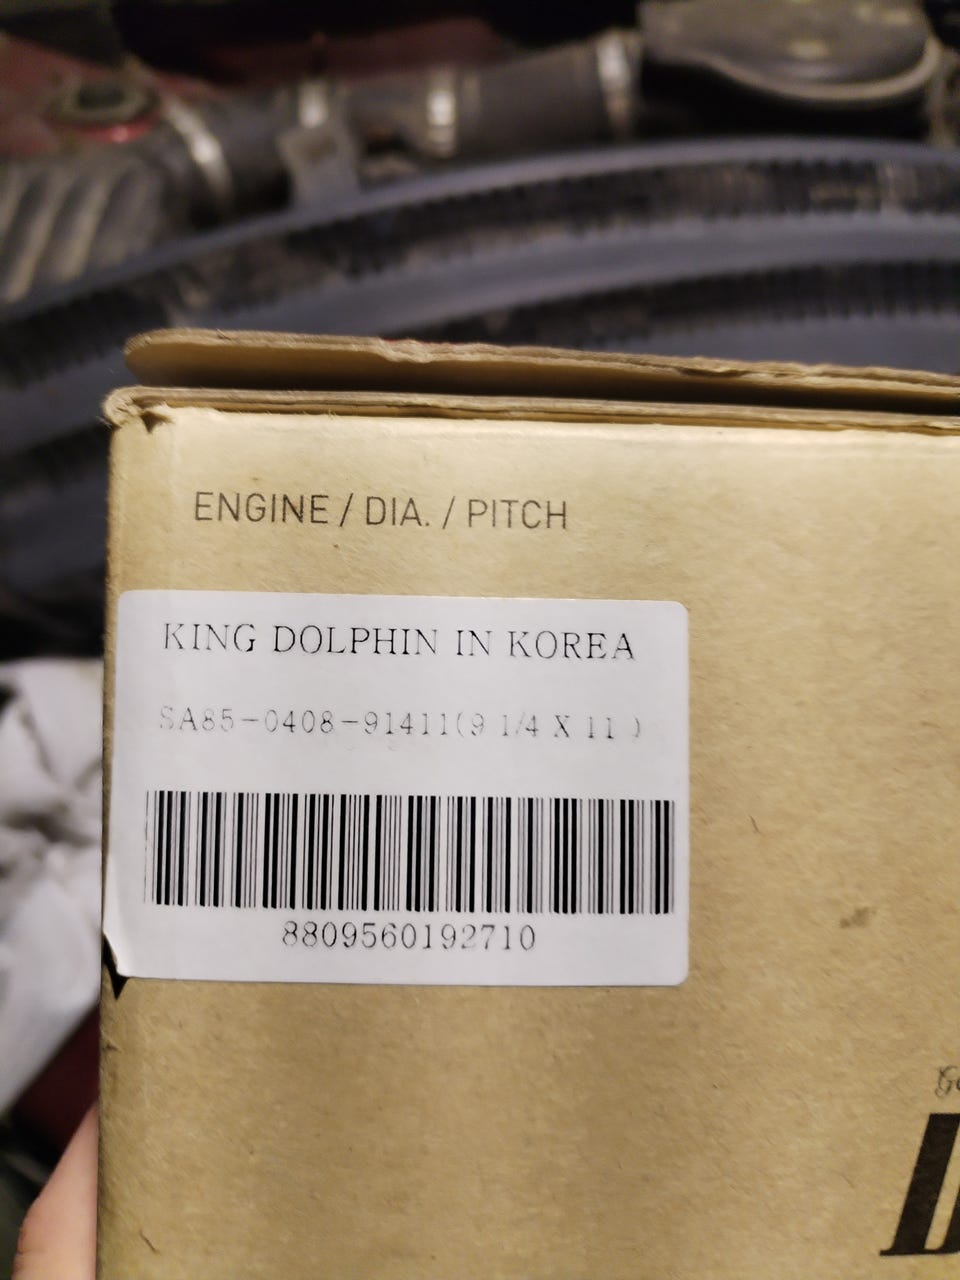 ENGINE / DIA. / PITCH
KING DOLPHIN IN KOREA
SA85-0408-91411(9 1/4 X 11 )
8809560192710